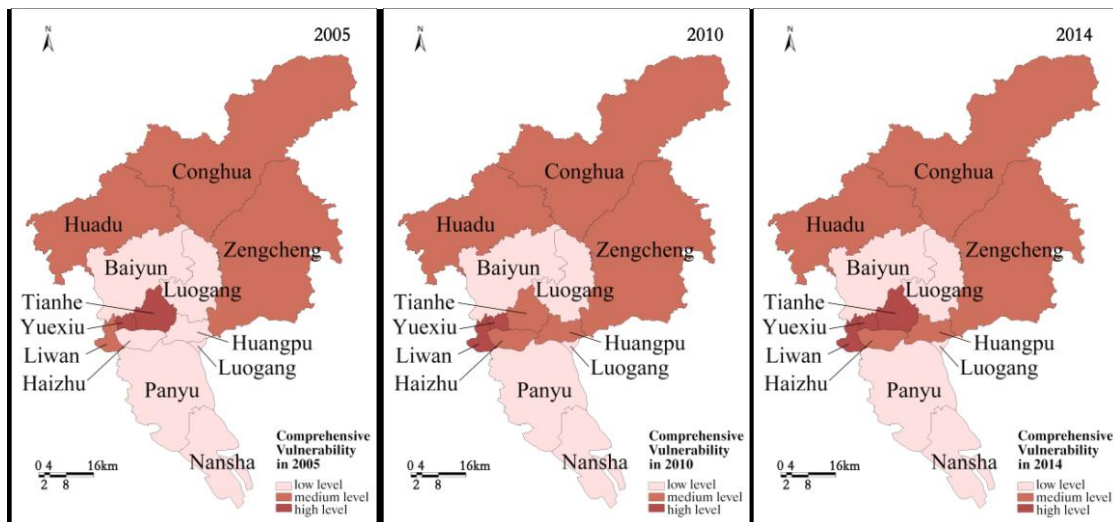 N
2005
Conghua
Huadu
Zengcheng
Baiyun
Luogang
Tianhe
Yuexiu
Liwan
Haizhu
Huangpu
Luogang
Panyu
Nansha
Comprehensive
Vulnerability
in 2005
0 4 16km
2 8
low level
medium level
high level
N
2010
Conghua
Huadu
Zengcheng
Baiyun
Luogang
Tianhe
Yuexiu
Liwan
Haizhu
Huangpu
Luogang
Panyu
Nansha
Comprehensive
Vulnerability
in 2010
0 4 16km
2 8
low level
medium level
high level
N
2014
Conghua
Huadu
Zengcheng
Baiyun
Luogang
Tianhe
Yuexiu
Liwan
Haizhu
Huangpu
Luogang
Panyu
Nansha
Comprehensive
Vulnerability
in 2014
0 4 16km
2 8
low level
medium level
high level